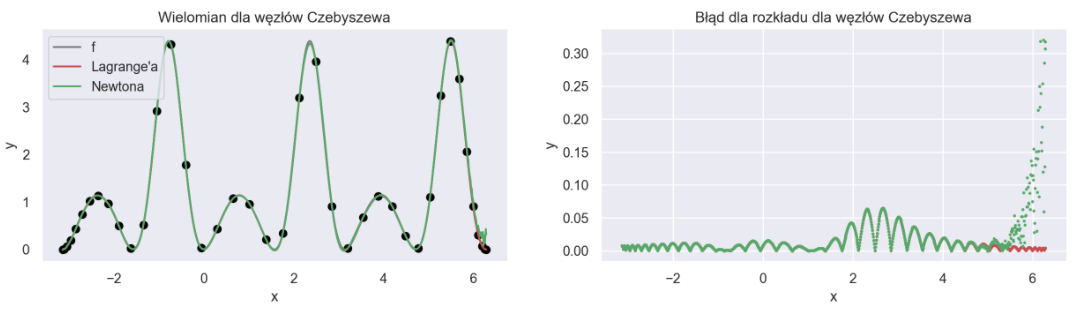 Wielomian dla węzłów Czebyszewa
f
Lagrange'a
Newtona
4
3
2
1
0
y
−2
0
2
4
6
x
Błąd dla rozkładu dla węzłów Czebyszewa
0.30
0.25
0.20
0.15
0.10
0.05
0.00
y
−2
0
2
4
6
x